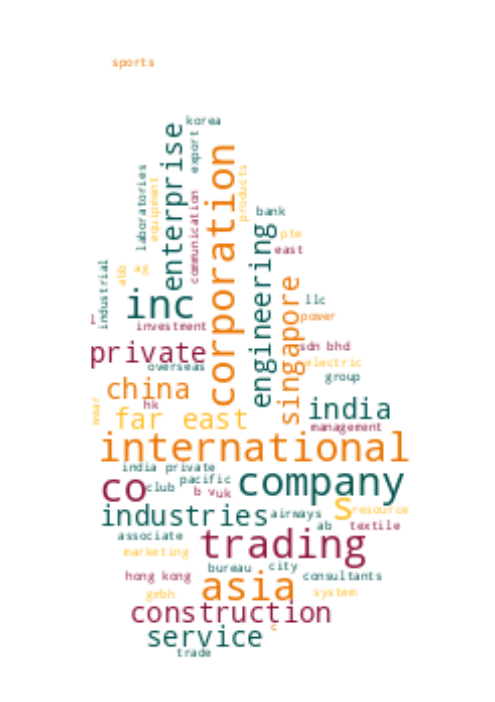 sports
korea
enterprise
export
corporation
laboratories
equipment
communication
products
bank
engineering
pte
east
industrial
abb
ag
inc
singapore
llc
power
l
investment
private
sdn bhd
overseas
electric
group
china
hk
near
far east
india
management
international
india private
pacific
company
co
club
b v
uk
s
resource
industries
airways
ab
textile
associate
trading
marketing
bureau
city
hong kong
consultants
asia
gmbh
system
construction
c
service
trade